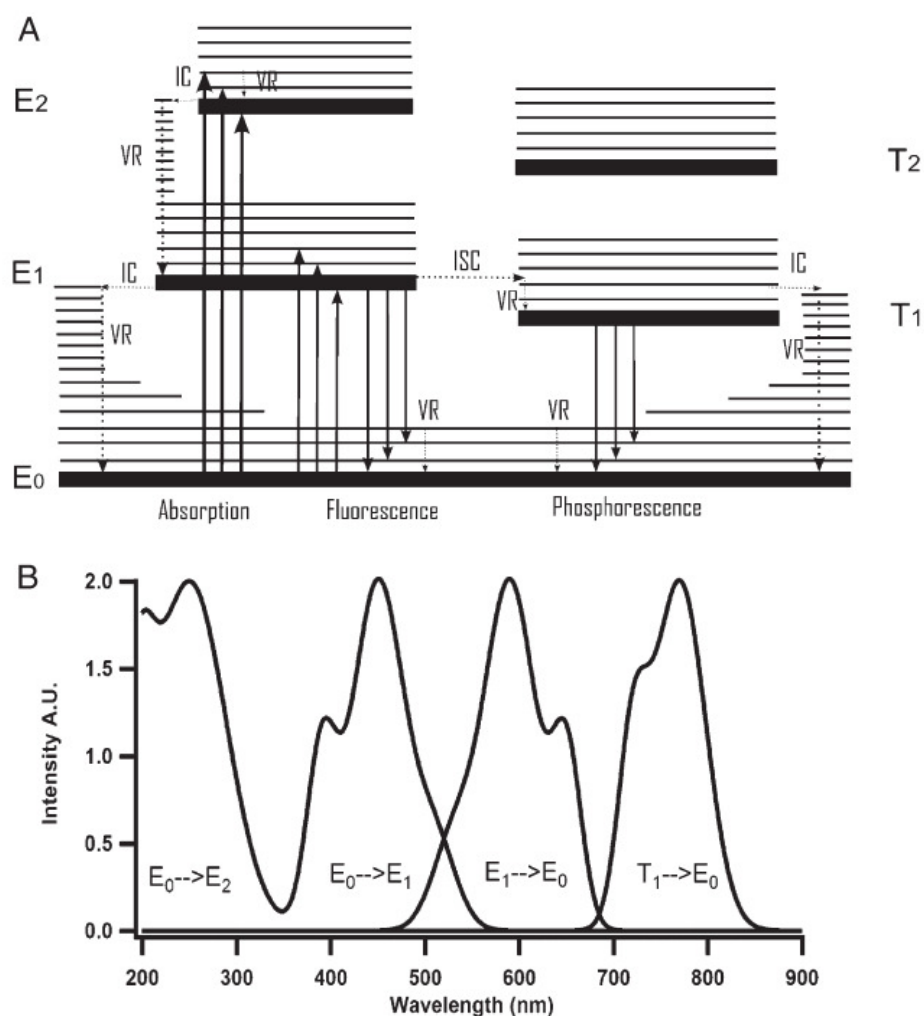 A
IC
VR
E2
VR
T2
E1
IC
ISC
IC
VR
T1
VR
VR
VR
VR
E0
Absorption
Fluorescence
Phosphorescence
B
2.0
1.5
1.0
0.5
0.0
Intensity A.U.
E0-->E2
E0-->E1
E1-->E0
T1-->E0
200
300
400
500
600
700
800
900
Wavelength (nm)